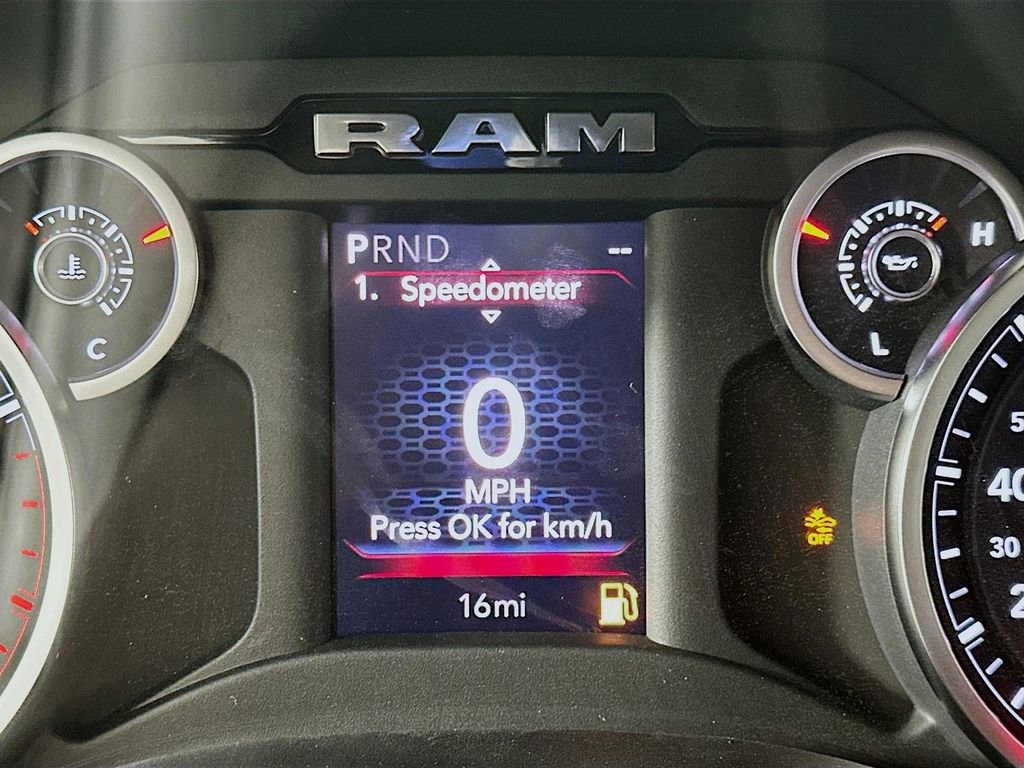 RAM
PRND --
1. Speedometer
H
C
L
0
MPH
Press OK for km/h
OFF
16mi
40
30